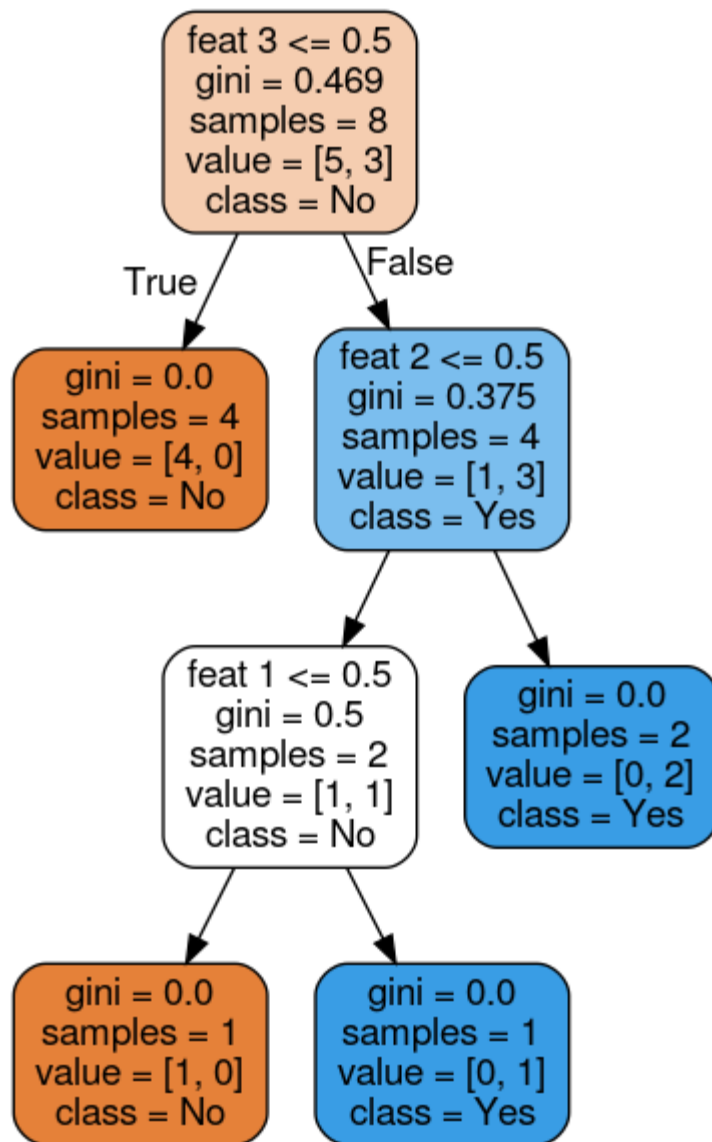 feat 3 <= 0.5
gini = 0.469
samples = 8
value = [5, 3]
class = No
True
False
gini = 0.0
samples = 4
value = [4, 0]
class = No
feat 2 <= 0.5
gini = 0.375
samples = 4
value = [1, 3]
class = Yes
feat 1 <= 0.5
gini = 0.5
samples = 2
value = [1, 1]
class = No
gini = 0.0
samples = 2
value = [0, 2]
class = Yes
gini = 0.0
samples = 1
value = [1, 0]
class = No
gini = 0.0
samples = 1
value = [0, 1]
class = Yes